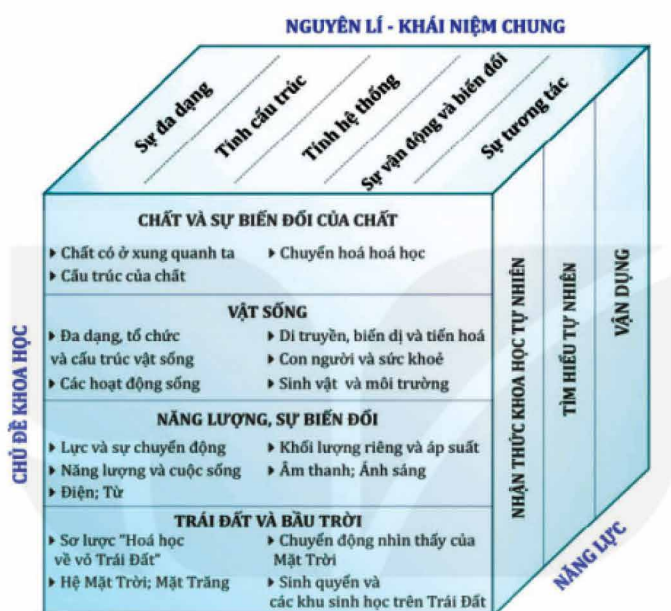 NGUYÊN LÍ - KHÁI NIỆM CHUNG
Sự đa dạng
Tính cấu trúc
Tính hệ thống
Sự vận động và biến đổi
Sự tương tác
CHỦ ĐỀ KHOA HỌC
CHẤT VÀ SỰ BIẾN ĐỔI CỦA CHẤT
▸ Chất có ở xung quanh ta
▸ Cấu trúc của chất
▸ Chuyển hoá hoá học
VẬT SỐNG
▸ Đa dạng, tổ chức
và cấu trúc vật sống
▸ Các hoạt động sống
▸ Di truyền, biến dị và tiến hoá
▸ Con người và sức khoẻ
▸ Sinh vật và môi trường
NĂNG LƯỢNG, SỰ BIẾN ĐỔI
▸ Lực và sự chuyển động
▸ Năng lượng và cuộc sống
▸ Điện; Từ
▸ Khối lượng riêng và áp suất
▸ Âm thanh; Ánh sáng
TRÁI ĐẤT VÀ BẦU TRỜI
▸ Sơ lược "Hoá học
về vỏ Trái Đất"
▸ Hệ Mặt Trời; Mặt Trăng
▸ Chuyển động nhìn thấy của
Mặt Trời
▸ Sinh quyển và
các khu sinh học trên Trái Đất
NHẬN THỨC KHOA HỌC TỰ NHIÊN
TÌM HIỂU TỰ NHIÊN
VẬN DỤNG
NĂNG LỰC